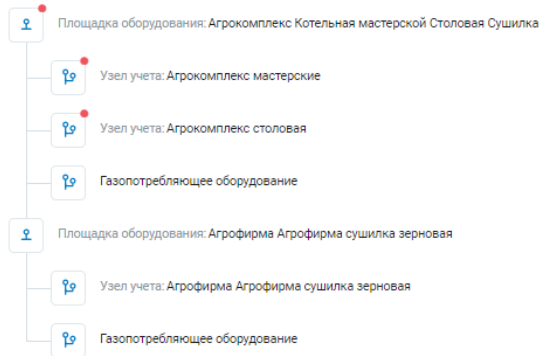 Площадка оборудования: Агрокомплекс Котельная мастерской Столовая Сушилка
Узел учета: Агрокомплекс мастерские
Узел учета: Агрокомплекс столовая
Газопотребляющее оборудование
Площадка оборудования: Агрофирма Агрофирма сушилка зерновая
Узел учета: Агрофирма Агрофирма сушилка зерновая
Газопотребляющее оборудование